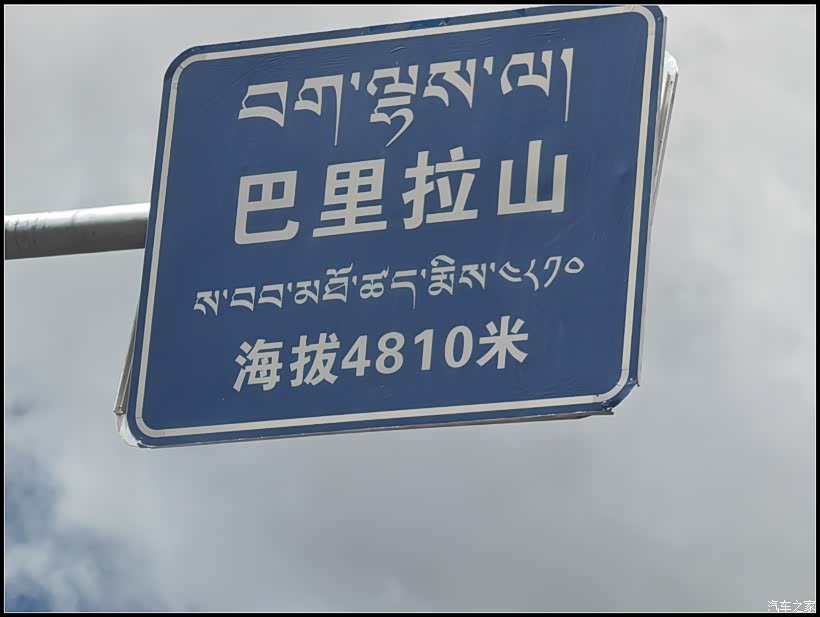 བག་ལྷས་ལ།
巴里拉山
ས་བབ་མཐོ་ཚད་རྨིས་༤༨༡༠
海拔4810米
汽车之家